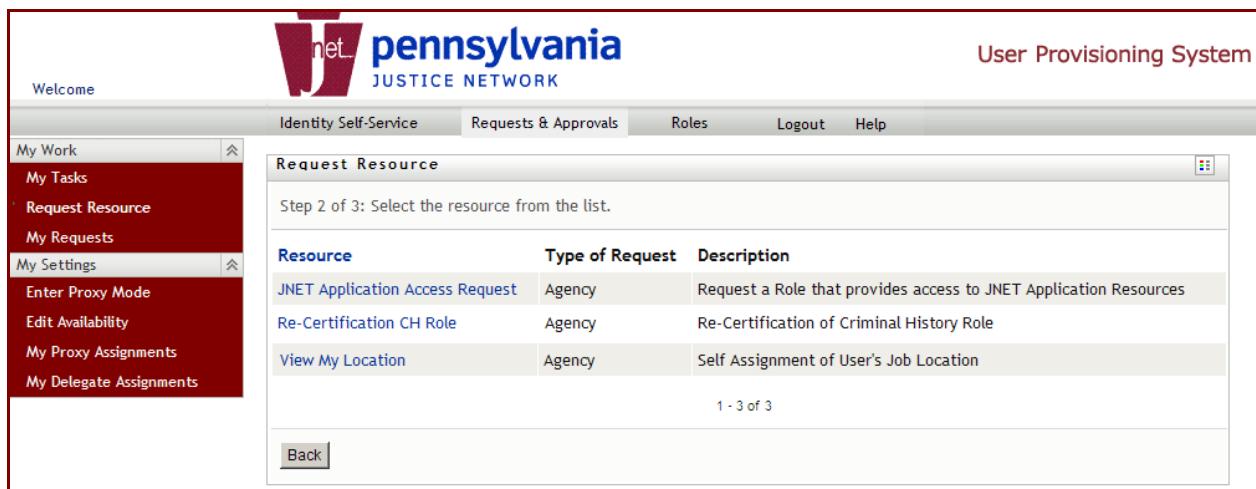 Welcome
jnet
pennsylvania
JUSTICE NETWORK
User Provisioning System
Identity Self-Service Requests & Approvals Roles Logout Help
My Work
My Tasks
Request Resource
My Requests
My Settings
Enter Proxy Mode
Edit Availability
My Proxy Assignments
My Delegate Assignments
Request Resource
Step 2 of 3: Select the resource from the list.
Resource Type of Request Description
JNET Application Access Request Agency Request a Role that provides access to JNET Application Resources
Re-Certification CH Role Agency Re-Certification of Criminal History Role
View My Location Agency Self Assignment of User's Job Location
1 - 3 of 3
Back